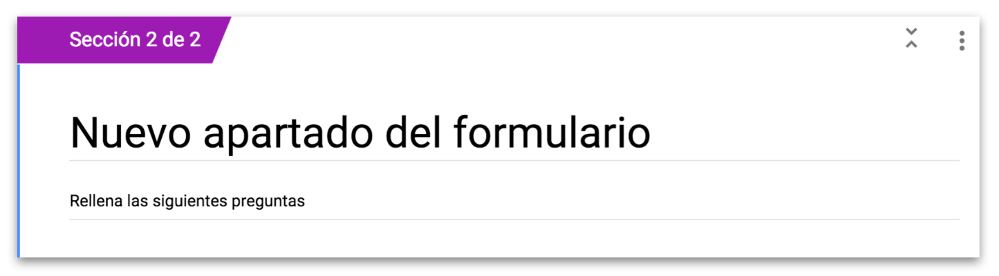 Sección 2 de 2
Nuevo apartado del formulario
Rellena las siguientes preguntas